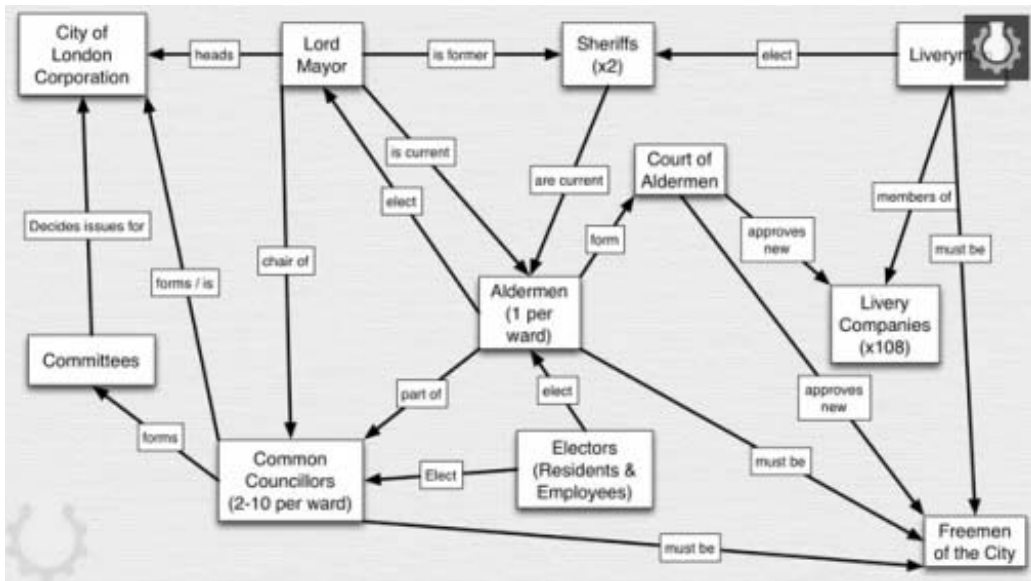 City of
London
Corporation
heads
Lord
Mayor
is former
Sheriffs
(x2)
elect
is current
are current
elect
Court of
Aldermen
members of
Decides issues for
chair of
form
approves
new
must be
forms / is
Aldermen
(1 per
ward)
Livery
Companies
(x108)
Committees
part of
elect
approves
new
forms
Common
Councillors
(2-10 per ward)
Elect
Electors
(Residents &
Employees)
must be
must be
Freemen
of the City